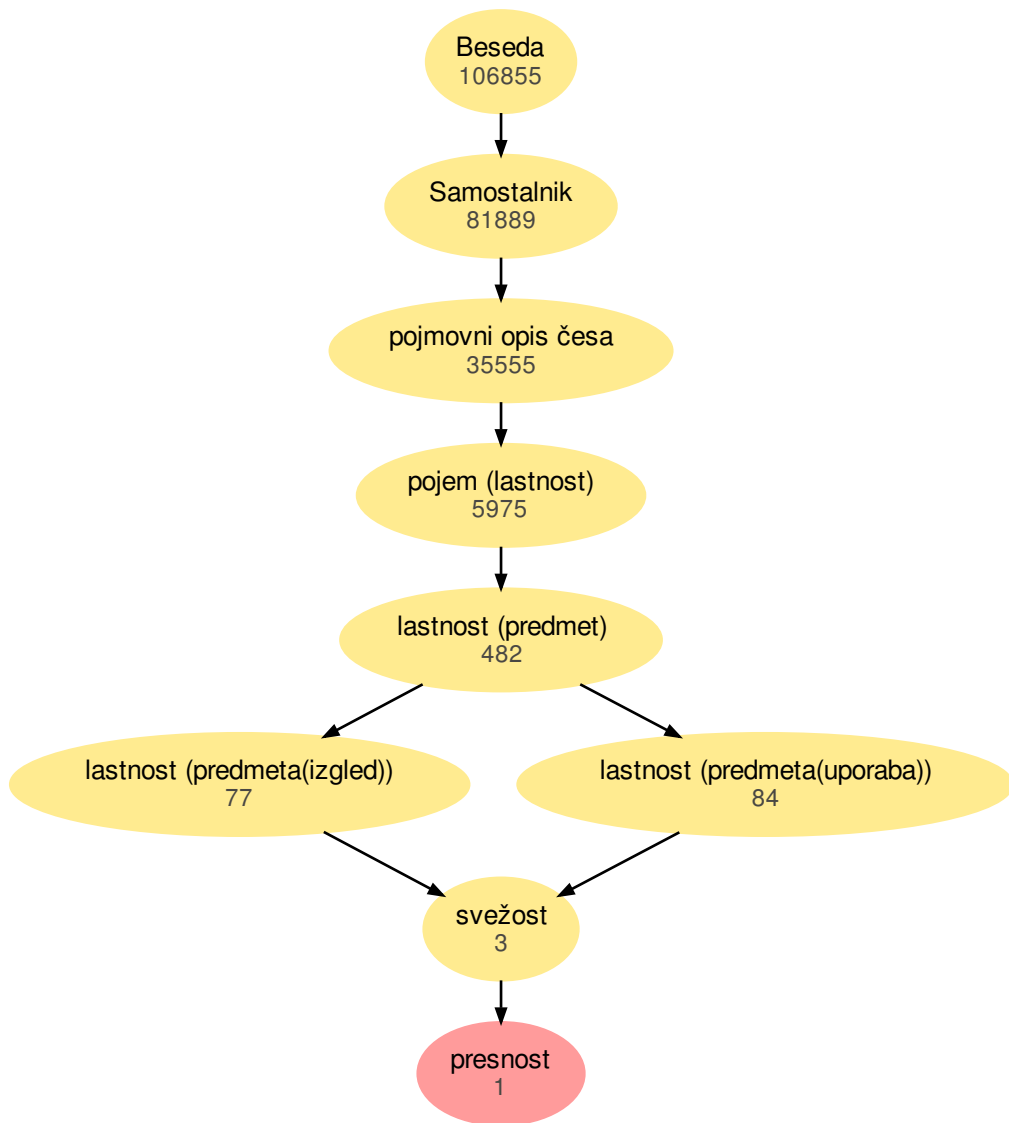 Beseda
106855
Samostalnik
81889
pojmovni opis česa
35555
pojem (lastnost)
5975
lastnost (predmet)
482
lastnost (predmeta(izgled))
77
lastnost (predmeta(uporaba))
84
svežost
3
presnost
1